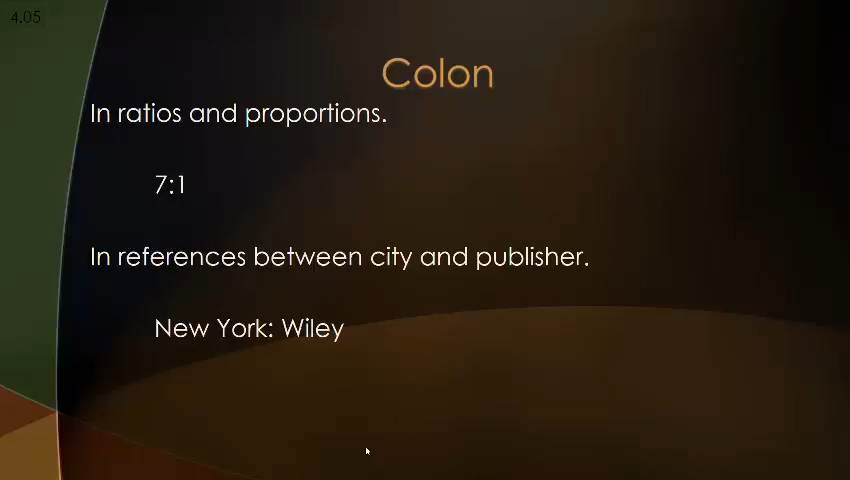 4.05
Colon
In ratios and proportions.
7:1
In references between city and publisher.
New York: Wiley